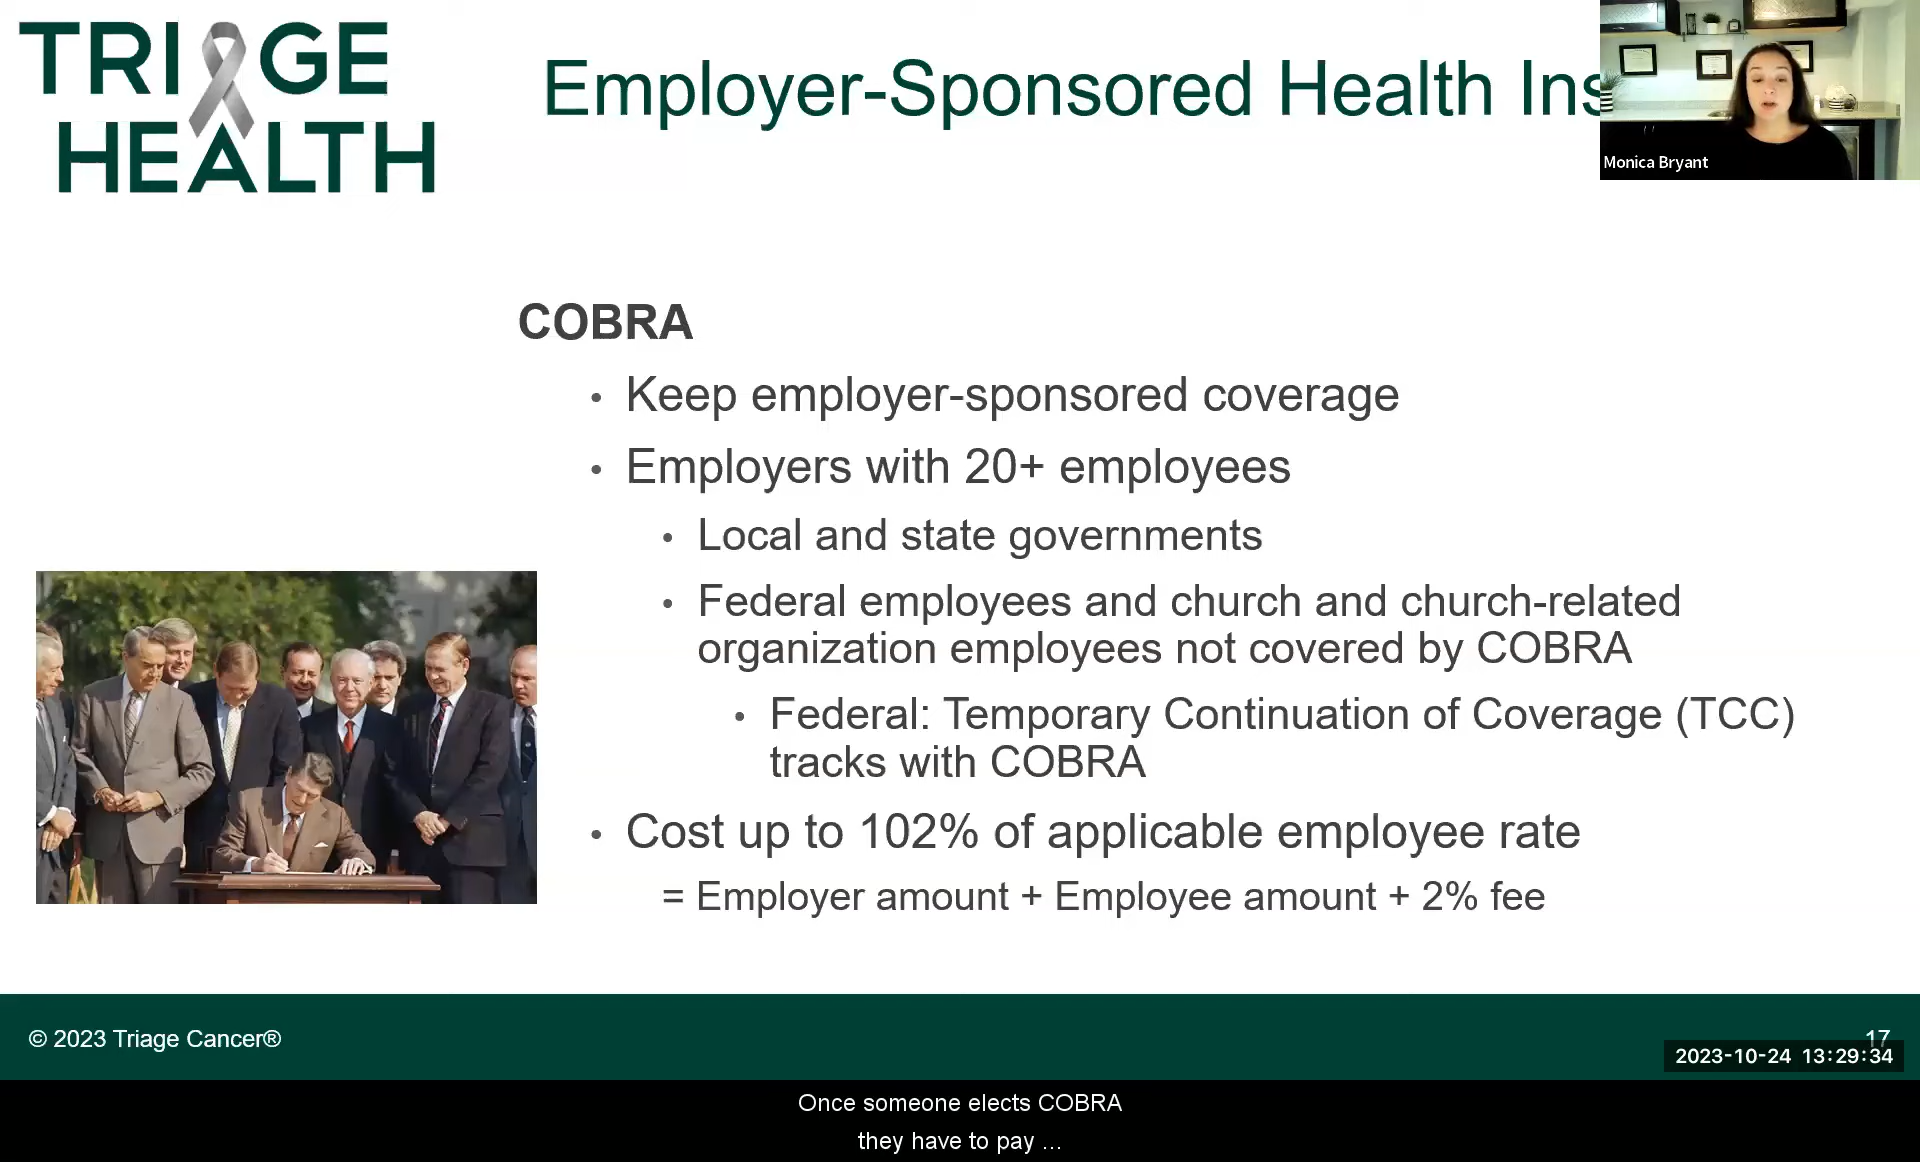 TRIAGE
HEALTH
Employer-Sponsored Health Ins
Monica Bryant
COBRA
• Keep employer-sponsored coverage
• Employers with 20+ employees
• Local and state governments
• Federal employees and church and church-related
organization employees not covered by COBRA
• Federal: Temporary Continuation of Coverage (TCC)
tracks with COBRA
• Cost up to 102% of applicable employee rate
= Employer amount + Employee amount + 2% fee
© 2023 Triage Cancer®
17
2023-10-24 13:29:34
Once someone elects COBRA
they have to pay ...